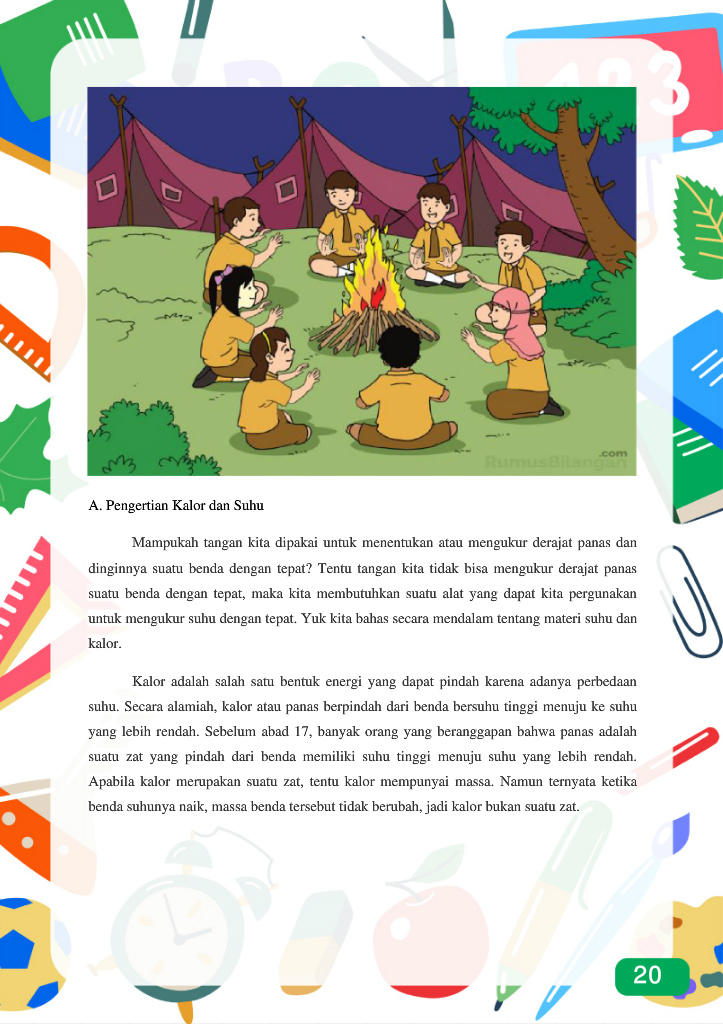 123
.com
RumusBilangan
A. Pengertian Kalor dan Suhu
Mampukah tangan kita dipakai untuk menentukan atau mengukur derajat panas dan
dinginnya suatu benda dengan tepat? Tentu tangan kita tidak bisa mengukur derajat panas
suatu benda dengan tepat, maka kita membutuhkan suatu alat yang dapat kita pergunakan
untuk mengukur suhu dengan tepat. Yuk kita bahas secara mendalam tentang materi suhu dan
kalor.
Kalor adalah salah satu bentuk energi yang dapat pindah karena adanya perbedaan
suhu. Secara alamiah, kalor atau panas berpindah dari benda bersuhu tinggi menuju ke suhu
yang lebih rendah. Sebelum abad 17, banyak orang yang beranggapan bahwa panas adalah
suatu zat yang pindah dari benda memiliki suhu tinggi menuju suhu yang lebih rendah.
Apabila kalor merupakan suatu zat, tentu kalor mempunyai massa. Namun ternyata ketika
benda suhunya naik, massa benda tersebut tidak berubah, jadi kalor bukan suatu zat.
20